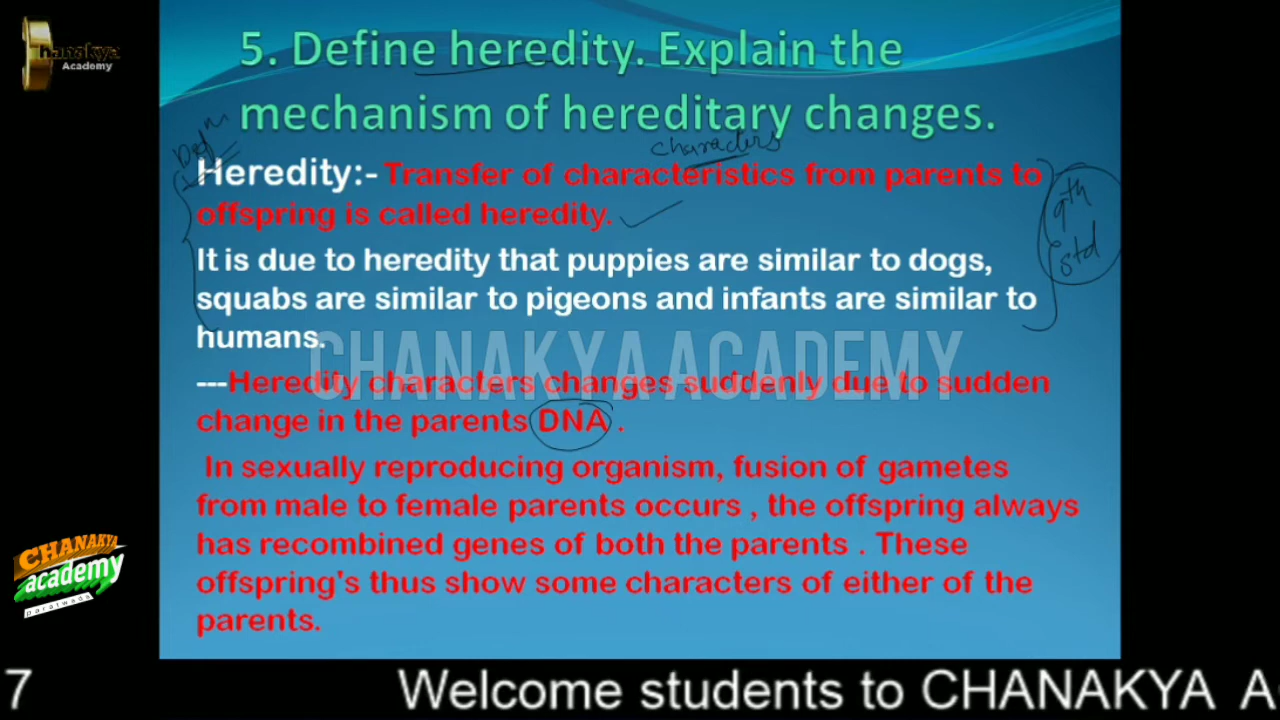 Chanakya
Academy
5. Define heredity. Explain the
mechanism of hereditary changes.
characters
Defn
Heredity:- Transfer of characteristics from parents to
offspring is called heredity.
9th
std
It is due to heredity that puppies are similar to dogs,
squabs are similar to pigeons and infants are similar to
humans.
CHANAKYA ACADEMY
---Heredity characters changes suddenly due to sudden
change in the parents DNA .
In sexually reproducing organism, fusion of gametes
from male to female parents occurs , the offspring always
has recombined genes of both the parents . These
offspring's thus show some characters of either of the
parents.
CHANAKYA
academy
paratwada
7 Welcome students to CHANAKYA A